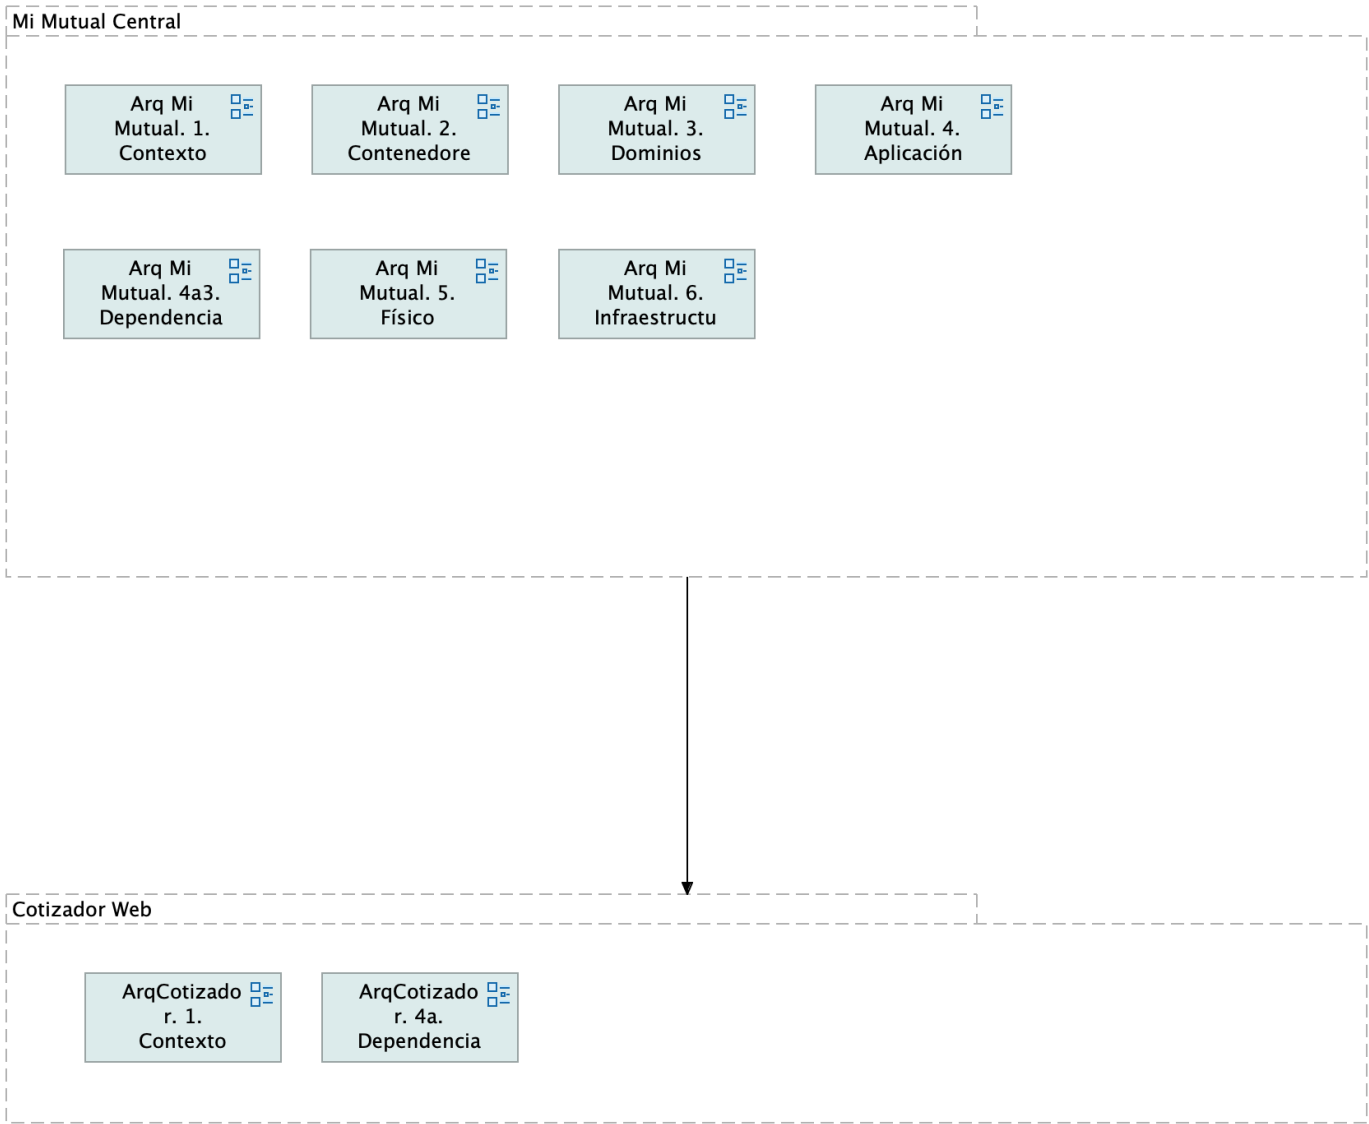 Mi Mutual Central
Arq Mi
Mutual. 1.
Contexto
Arq Mi
Mutual. 2.
Contenedore
Arq Mi
Mutual. 3.
Dominios
Arq Mi
Mutual. 4.
Aplicación
Arq Mi
Mutual. 4a3.
Dependencia
Arq Mi
Mutual. 5.
Físico
Arq Mi
Mutual. 6.
Infraestructu
Cotizador Web
ArqCotizado
r. 1.
Contexto
ArqCotizado
r. 4a.
Dependencia